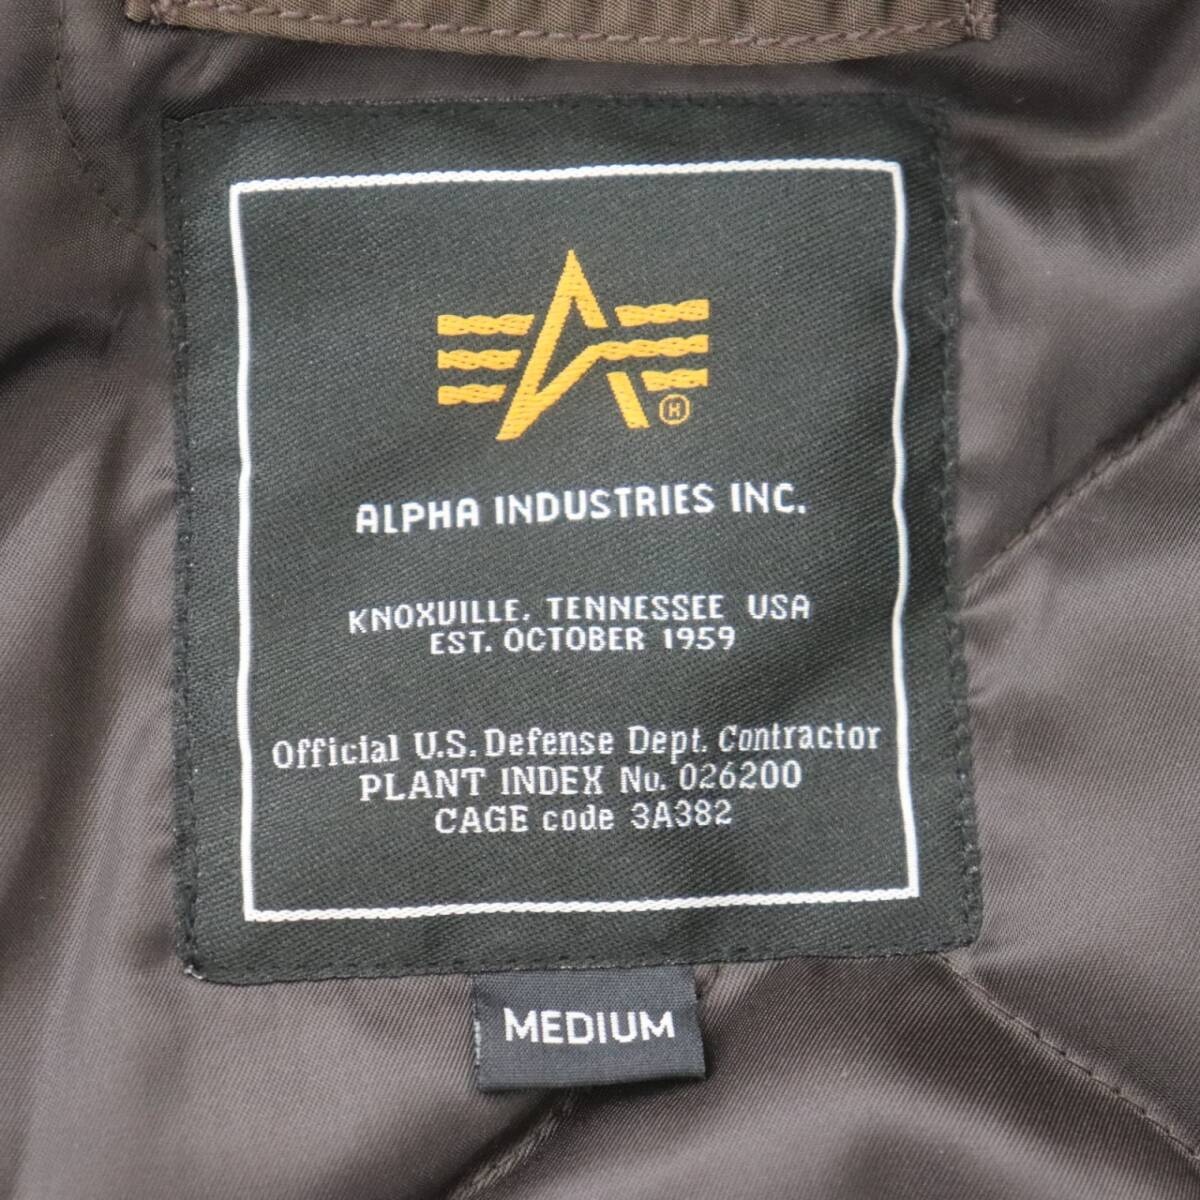 ALPHA INDUSTRIES INC.
KNOXVILLE, TENNESSEE USA
EST. OCTOBER 1959
Official U.S. Defense Dept. Contractor
PLANT INDEX No. 026200
CAGE code 3A382
MEDIUM